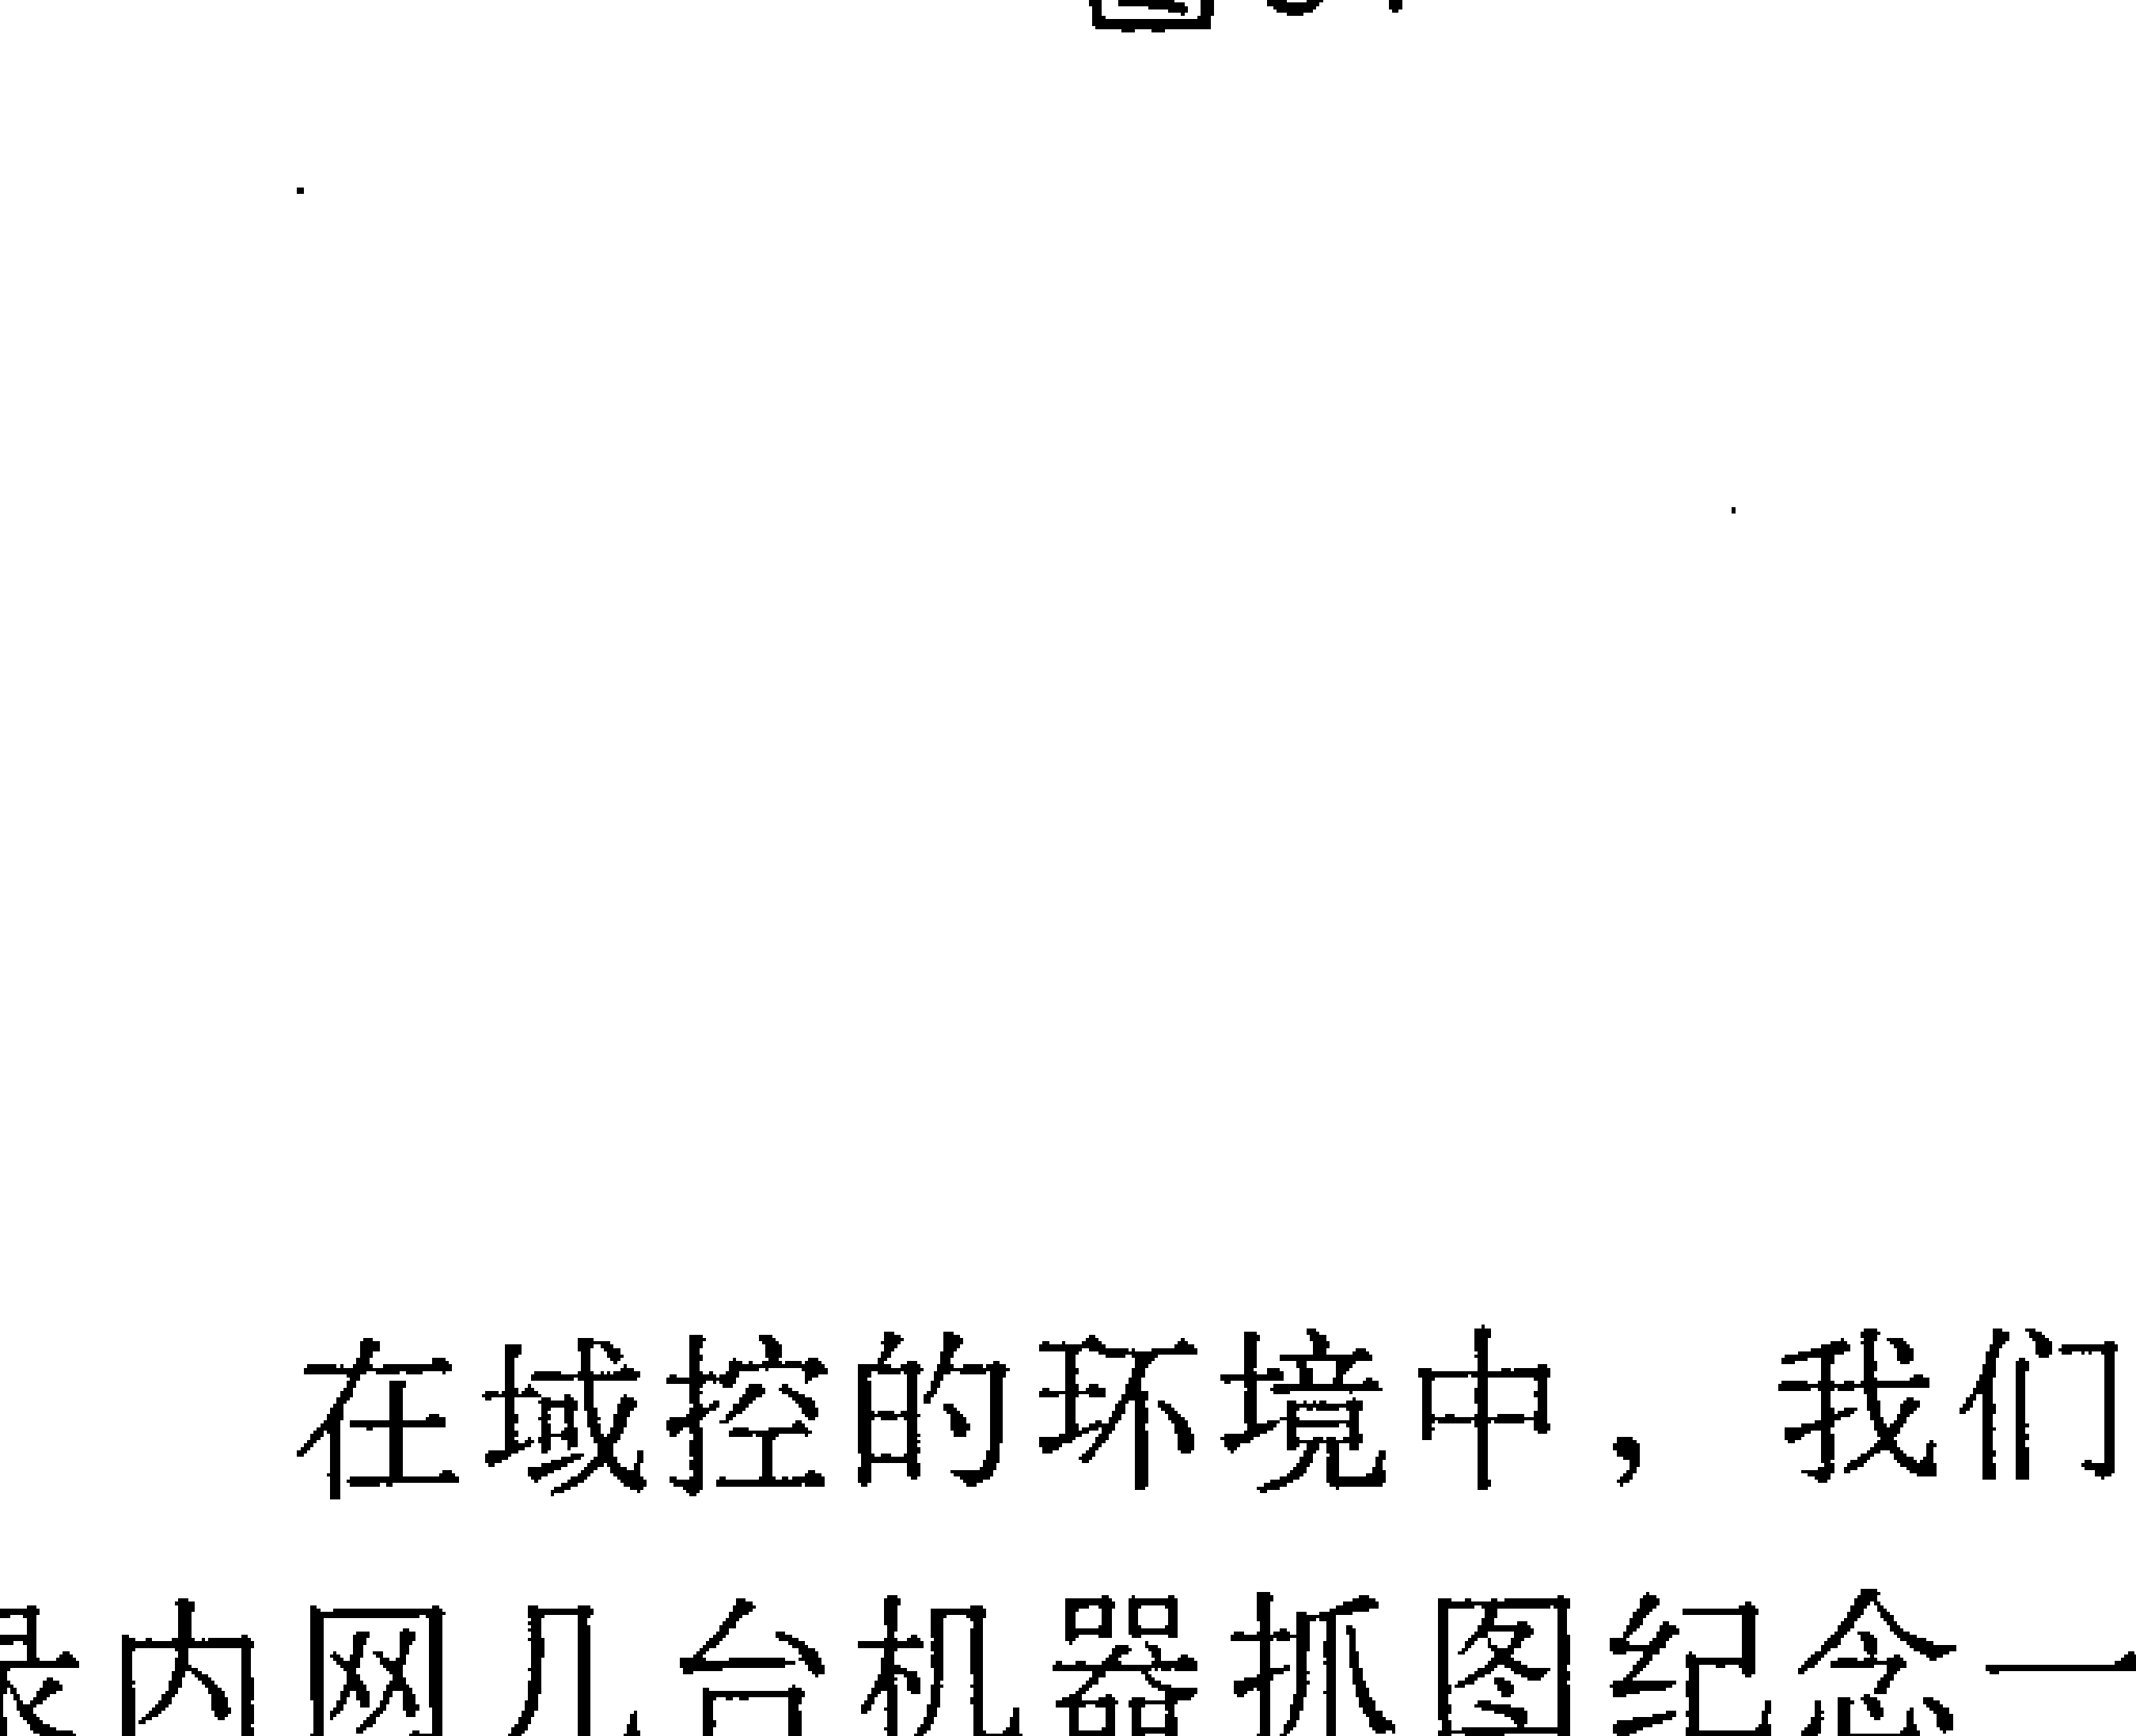 在域控的环境中，我们
录内网几台机器抓图纪念一